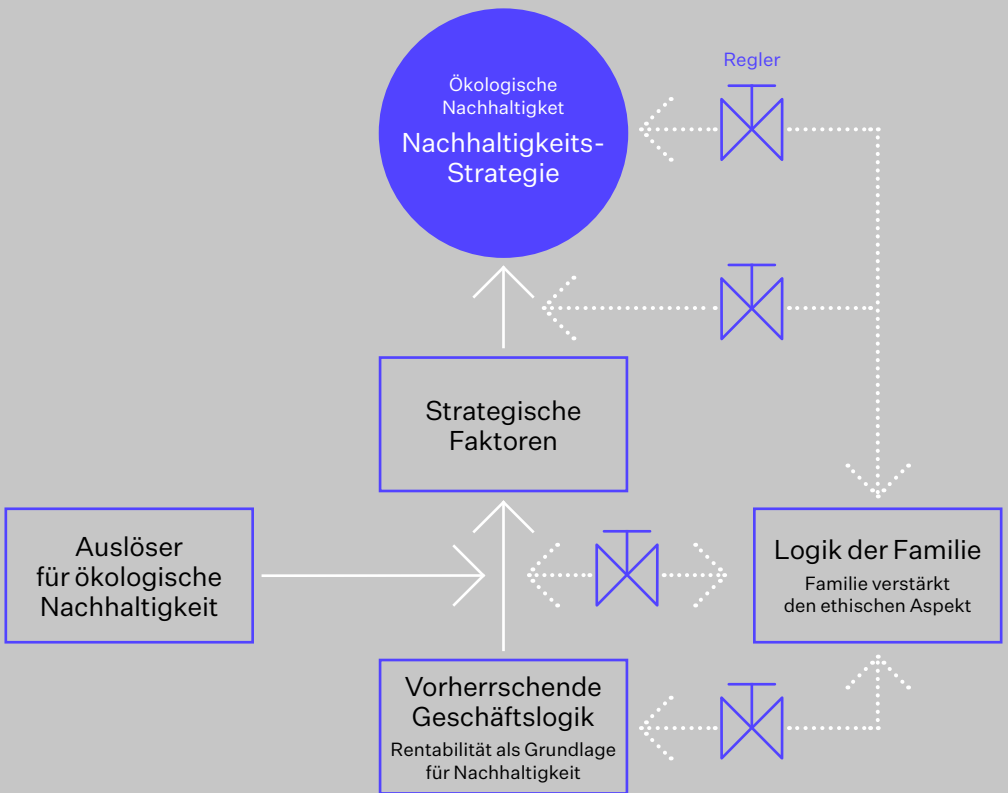 Regler
Ökologische
Nachhaltigket
Nachhaltigkeits-
Strategie
Strategische
Faktoren
Auslöser
für ökologische
Nachhaltigkeit
Logik der Familie
Familie verstärkt
den ethischen Aspekt
Vorherrschende
Geschäftslogik
Rentabilität als Grundlage
für Nachhaltigkeit